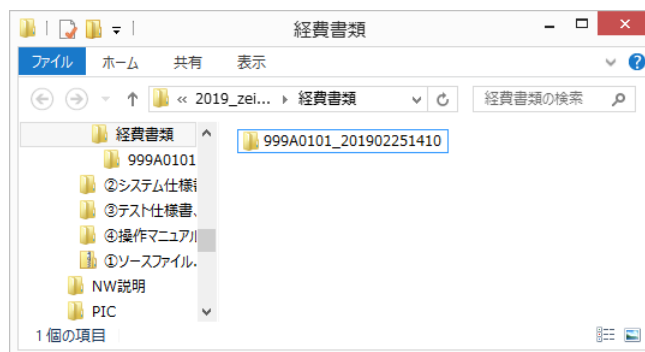 経費書類
ファイル ホーム 共有 表示
« 2019_zei... 経費書類 経費書類の検索
経費書類
999A0101
999A0101_201902251410
②システム仕様書
③テスト仕様書、
④操作マニュアル
①ソースファイル.
NW説明
PIC
1 個の項目